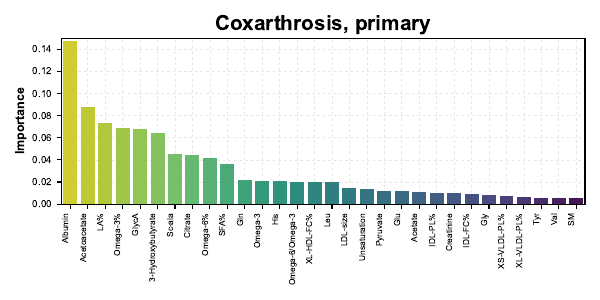 Coxarthrosis, primary
Importance
0.14
0.12
0.10
0.08
0.06
0.04
0.02
0.00
Albumin
Acetoacetate
LA%
Omega-3%
GlycA
3-Hydroxybutyrate
Scela
Citrate
Omega-6%
SFA%
Gln
Omega-3
His
Omega-6/Omega-3
XL-HDL-FC%
Leu
LDL-size
Unsaturation
Pyruvate
Glu
Acetate
IDL-PL%
Creatinine
IDL-FC%
Gly
XS-VLDL-PL%
XL-VLDL-PL%
Tyr
Val
SM